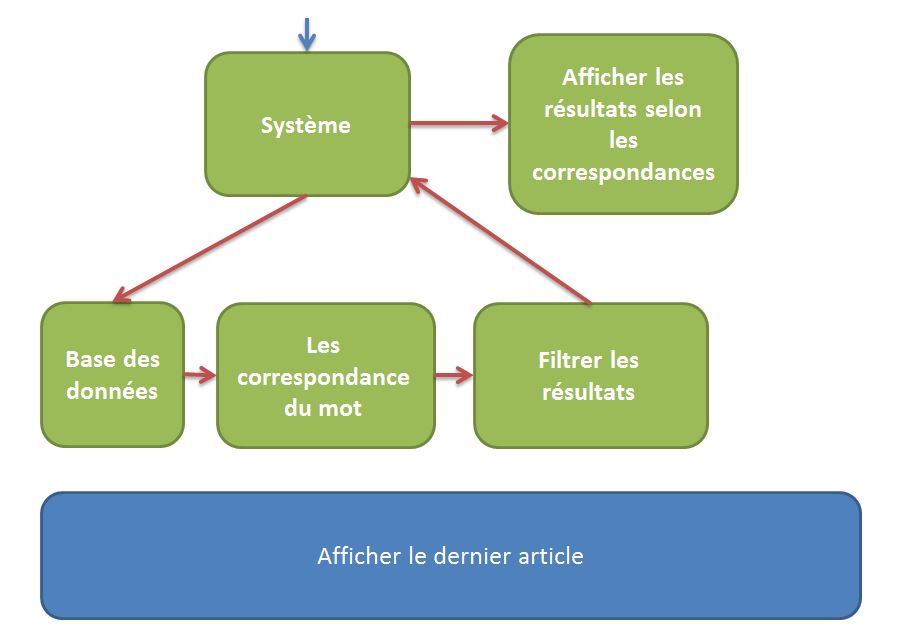 Système
Afficher les
résultats selon
les
correspondances
Base des
données
Les
correspondance
du mot
Filtrer les
résultats
Afficher le dernier article